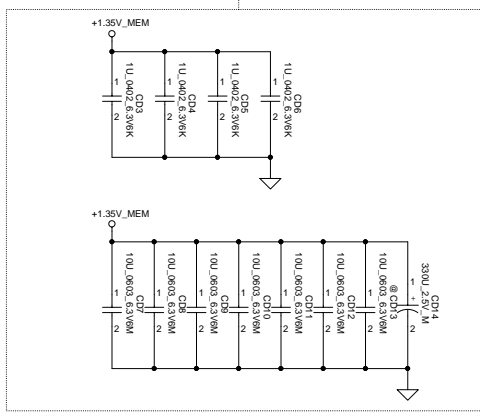 +1.35V_MEM
1U_0402_6.3V6K
CD3
1
2
1U_0402_6.3V6K
CD4
1
2
1U_0402_6.3V6K
CD5
1
2
1U_0402_6.3V6K
CD6
1
2
+1.35V_MEM
10U_0603_6.3V6M
CD7
1
2
10U_0603_6.3V6M
CD8
1
2
10U_0603_6.3V6M
CD9
1
2
10U_0603_6.3V6M
CD10
1
2
10U_0603_6.3V6M
CD11
1
2
10U_0603_6.3V6M
CD12
1
2
10U_0603_6.3V6M
@ CD13
1
2
330U_2.5V_M
CD14
1
+
2